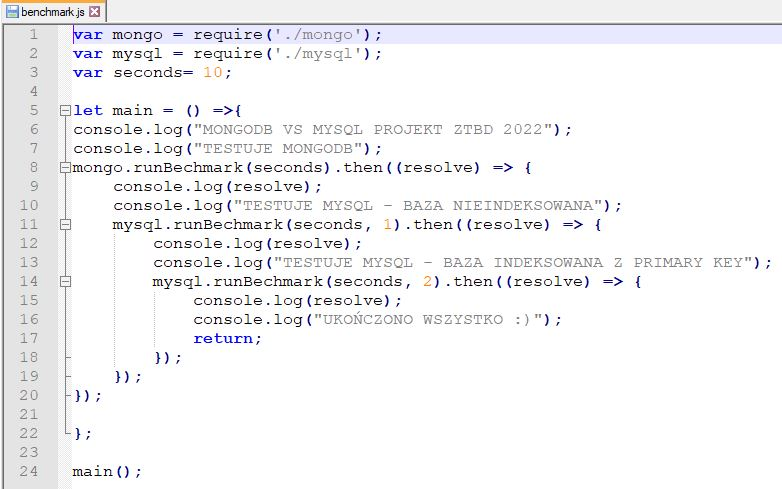 benchmark.js
1 var mongo = require('./mongo');
2 var mysql = require('./mysql');
3 var seconds= 10;
4
5 let main = () =>{
6 console.log("MONGODB VS MYSQL PROJEKT ZTBD 2022");
7 console.log("TESTUJE MONGODB");
8 mongo.runBechmark(seconds).then((resolve) => {
9     console.log(resolve);
10     console.log("TESTUJE MYSQL - BAZA NIEINDEKSOWANA");
11     mysql.runBechmark(seconds, 1).then((resolve) => {
12         console.log(resolve);
13         console.log("TESTUJE MYSQL - BAZA INDEKSOWANA Z PRIMARY KEY");
14         mysql.runBechmark(seconds, 2).then((resolve) => {
15             console.log(resolve);
16             console.log("UKOŃCZONO WSZYSTKO :)");
17             return;
18         });
19     });
20 });
21
22 };
23
24 main();